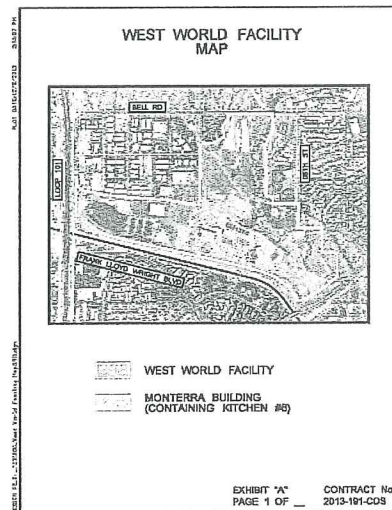 WEST WORLD FACILITY
MAP
BELL RD
LOOP 101
FRANK LLOYD WRIGHT BLVD
WEST WORLD FACILITY
MONTERRA BUILDING
(CONTAINING KITCHEN #6)
EXHIBIT "A"
CONTRACT No
PAGE 1 OF __
2013-191-COS